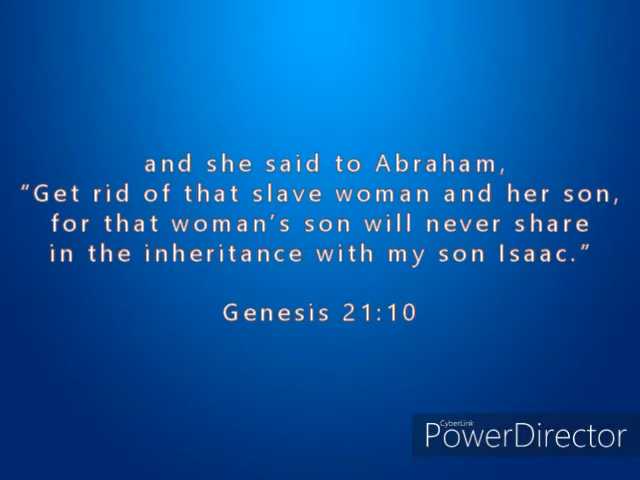 and she said to Abraham,
“Get rid of that slave woman and her son,
for that woman’s son will never share
in the inheritance with my son Isaac.”
Genesis 21:10
CyberLink
PowerDirector